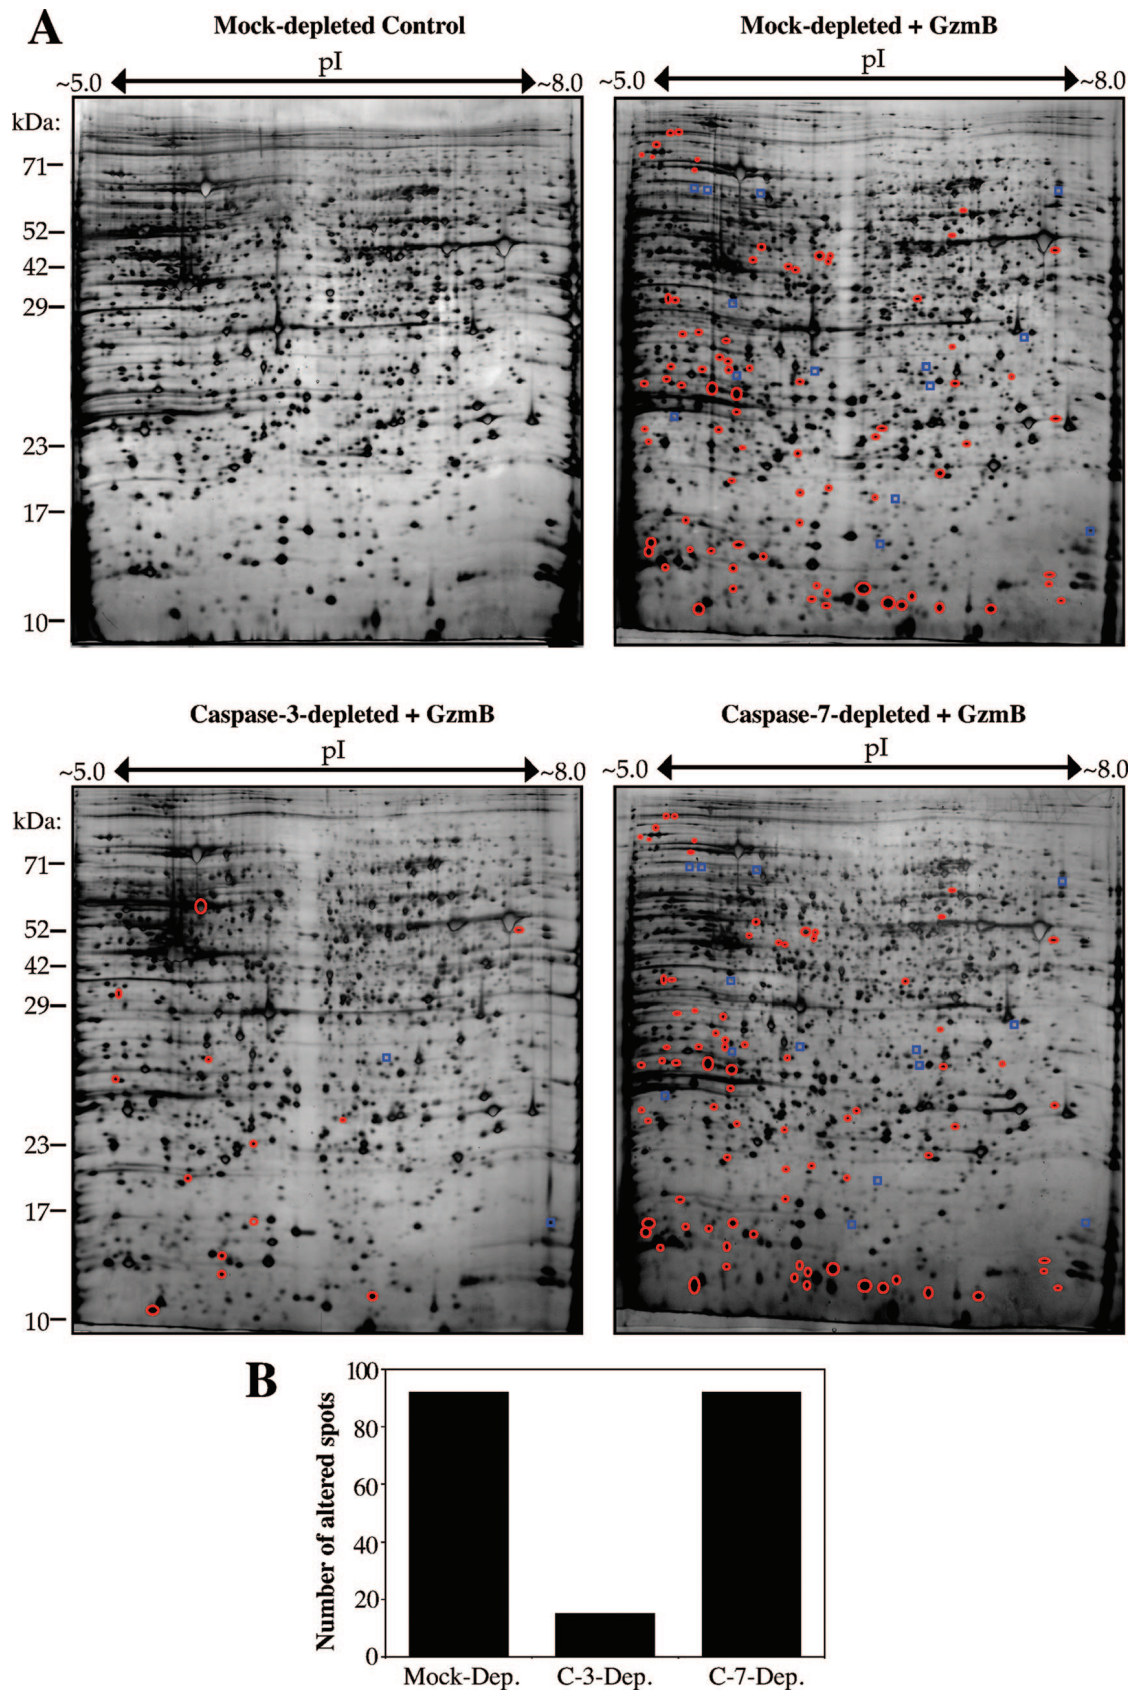 A
Mock-depleted Control
Mock-depleted + GzmB
pI
pI
~5.0
~8.0
~5.0
~8.0
kDa:
71
52
42
29
23
17
10
Caspase-3-depleted + GzmB
Caspase-7-depleted + GzmB
pI
pI
~5.0
~8.0
~5.0
~8.0
kDa:
71
52
42
29
23
17
10
B
Number of altered spots
100
80
60
40
20
0
Mock-Dep.
C-3-Dep.
C-7-Dep.